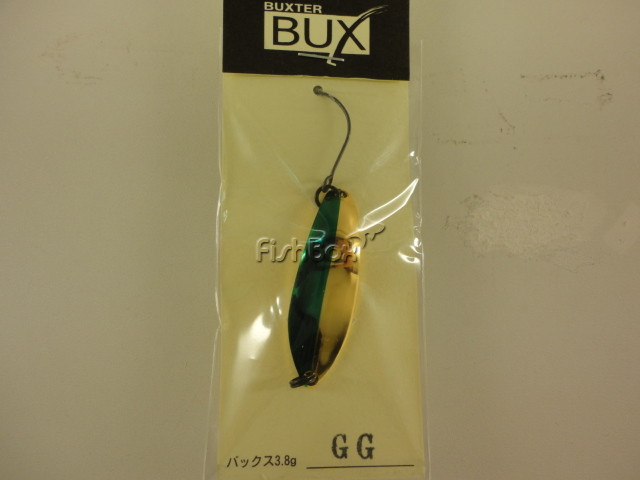 BUXTER
BUX
FishBox
バックス3.8g GG